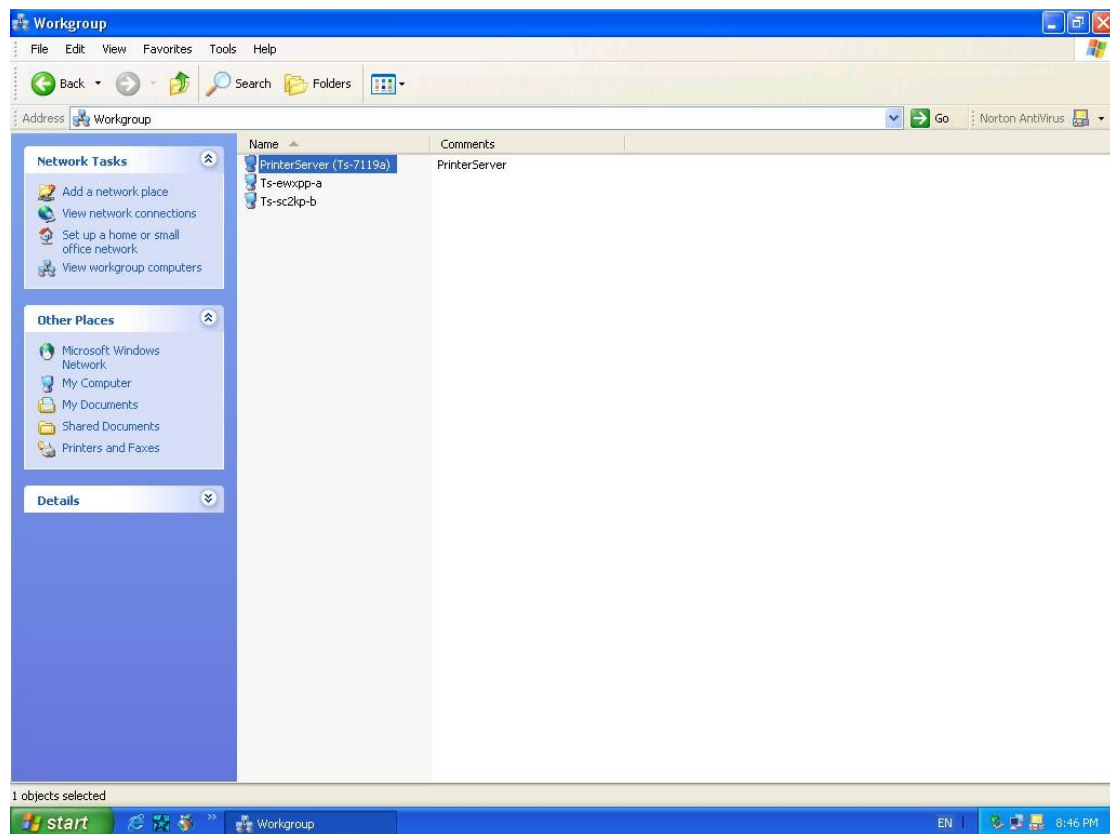 Workgroup
File Edit View Favorites Tools Help
Back Search Folders
Address Workgroup Go Norton AntiVirus
Name Comments
Network Tasks
Add a network place
View network connections
Set up a home or small
office network
View workgroup computers
Other Places
Microsoft Windows
Network
My Computer
My Documents
Shared Documents
Printers and Faxes
Details
PrinterServer (Ts-7119a) PrinterServer
Ts-ewxpp-a
Ts-sc2kp-b
1 objects selected
start Workgroup EN 8:46 PM